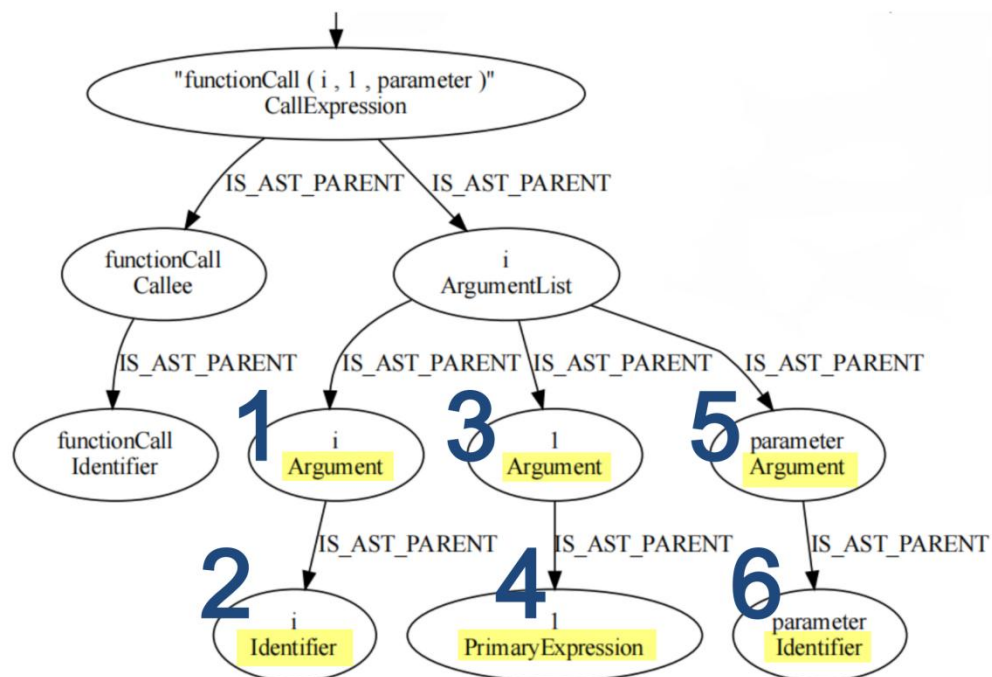 "functionCall ( i , 1 , parameter )"
CallExpression
IS_AST_PARENT
IS_AST_PARENT
functionCall
Callee
i
ArgumentList
IS_AST_PARENT
IS_AST_PARENT
IS_AST_PARENT
IS_AST_PARENT
functionCall
Identifier
1
i
Argument
3
1
Argument
5
parameter
Argument
IS_AST_PARENT
IS_AST_PARENT
IS_AST_PARENT
2
i
Identifier
4
1
PrimaryExpression
6
parameter
Identifier